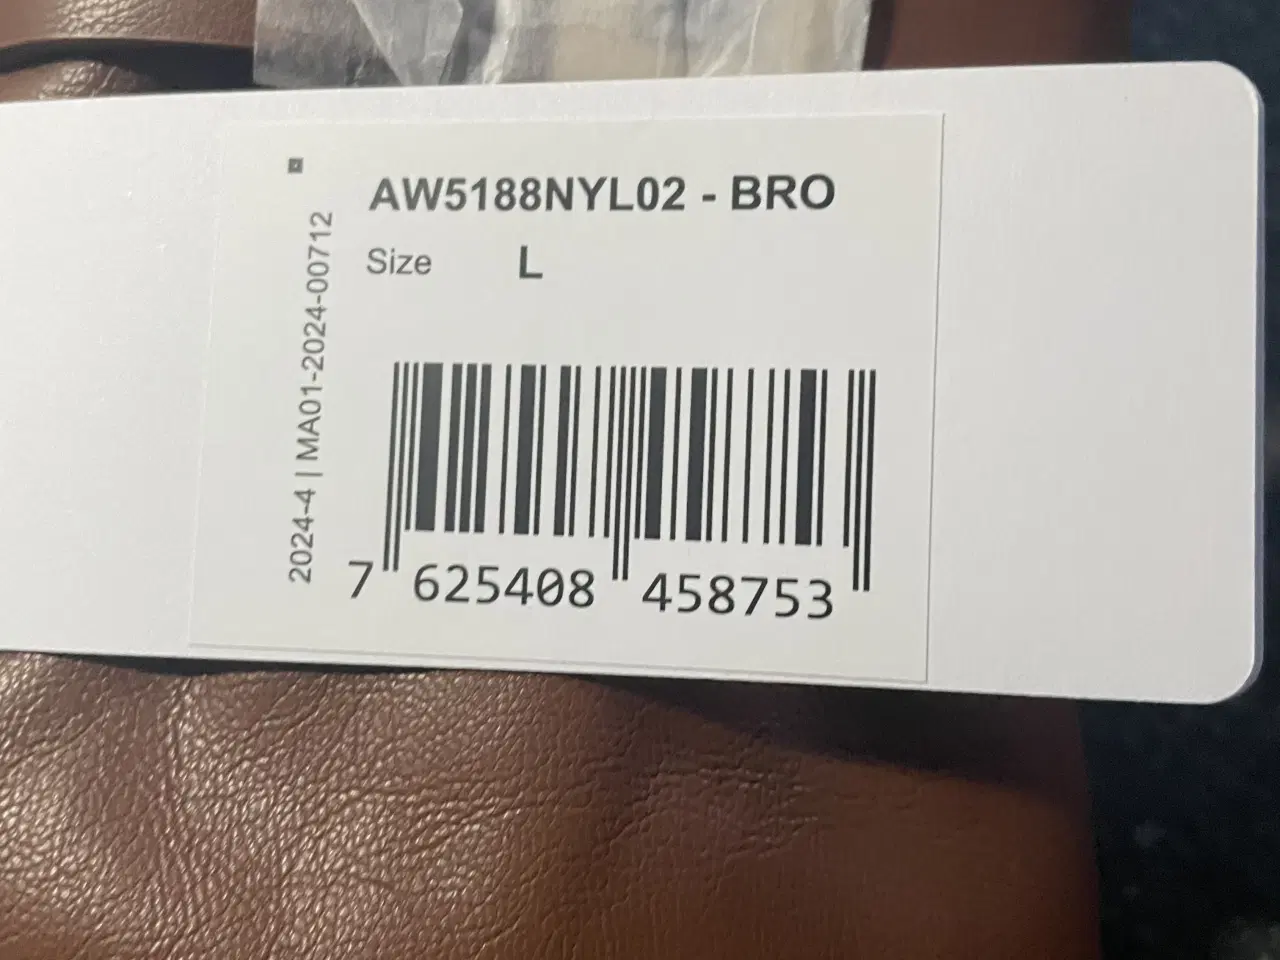 AW5188NYL02 - BRO
Size L
2024-4 | MA01-2024-00712
7 625408 458753